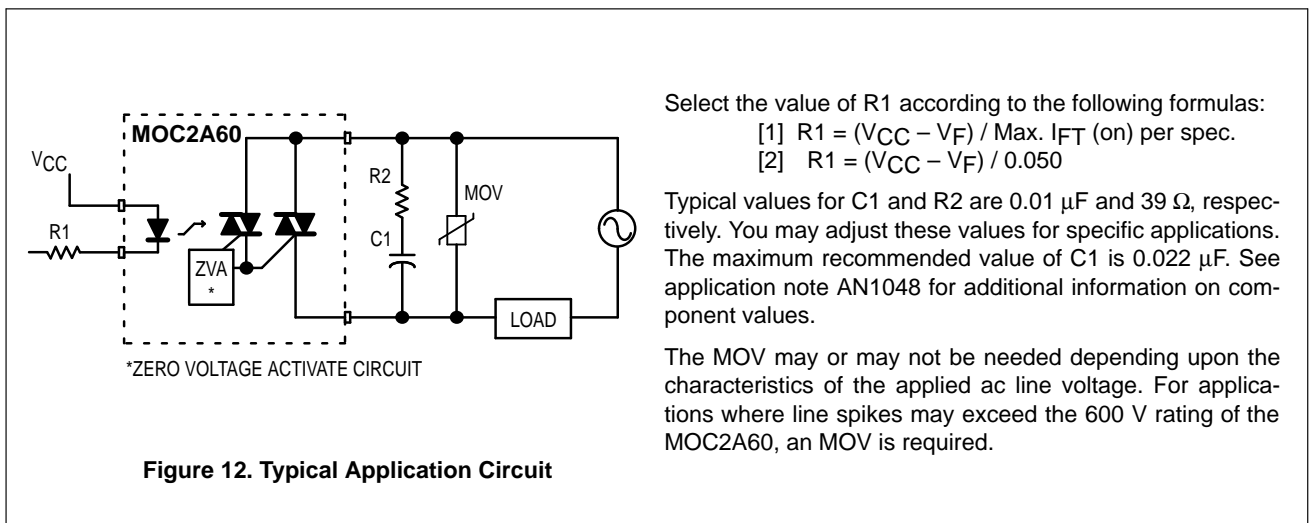 MOC2A60
VCC
R1
ZVA
*
R2
C1
MOV
LOAD
*ZERO VOLTAGE ACTIVATE CIRCUIT
Figure 12. Typical Application Circuit
Select the value of R1 according to the following formulas:
[1] R1 = (VCC – VF) / Max. IFT (on) per spec.
[2] R1 = (VCC – VF) / 0.050
Typical values for C1 and R2 are 0.01 μF and 39 Ω, respec-
tively. You may adjust these values for specific applications.
The maximum recommended value of C1 is 0.022 μF. See
application note AN1048 for additional information on com-
ponent values.
The MOV may or may not be needed depending upon the
characteristics of the applied ac line voltage. For applica-
tions where line spikes may exceed the 600 V rating of the
MOC2A60, an MOV is required.